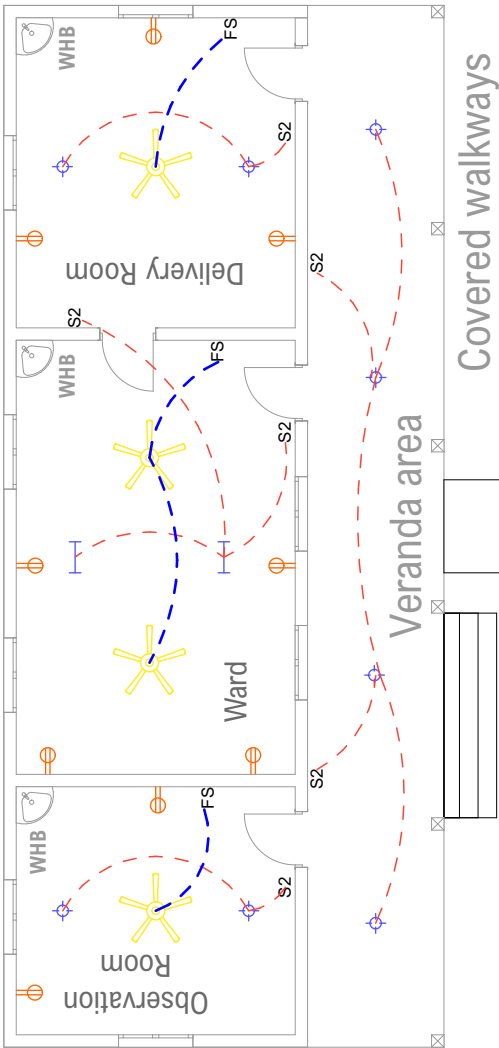 WHB
FS
S2
Delivery Room
S2
S2
WHB
FS
S2
Ward
S2
WHB
FS
S2
Observation
Room
Veranda area
Covered walkways